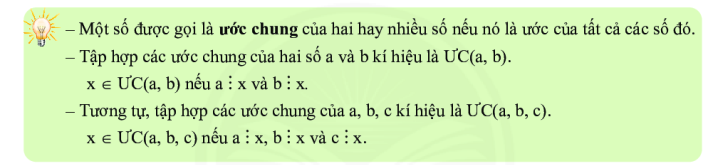 – Một số được gọi là ước chung của hai hay nhiều số nếu nó là ước của tất cả các số đó.
– Tập hợp các ước chung của hai số a và b kí hiệu là ƯC(a, b).
x ∈ ƯC(a, b) nếu a ⋮ x và b ⋮ x.
– Tương tự, tập hợp các ước chung của a, b, c kí hiệu là ƯC(a, b, c).
x ∈ ƯC(a, b, c) nếu a ⋮ x, b ⋮ x và c ⋮ x.